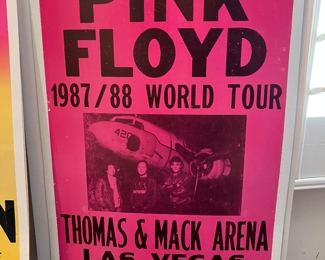 PINK
FLOYD
1987/88 WORLD TOUR
420
THOMAS & MACK ARENA
LAS VEGAS
N